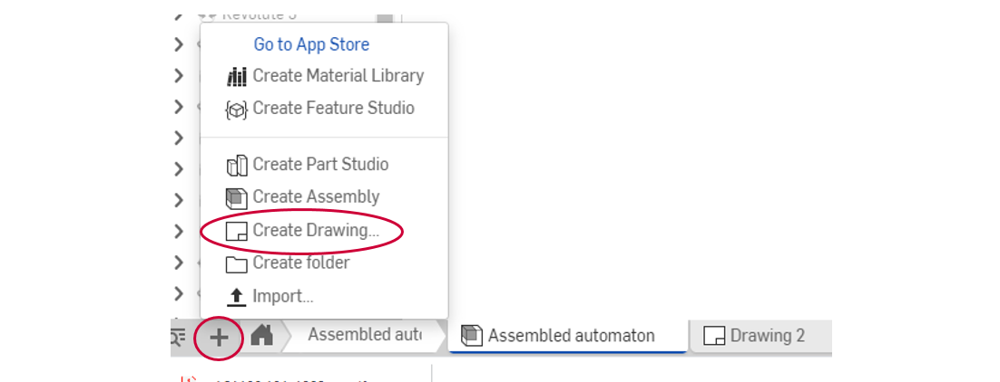 Revolute 3
Go to App Store
Create Material Library
Create Feature Studio
Create Part Studio
Create Assembly
Create Drawing...
Create folder
Import...
Assembled auto
Assembled automaton
Drawing 2